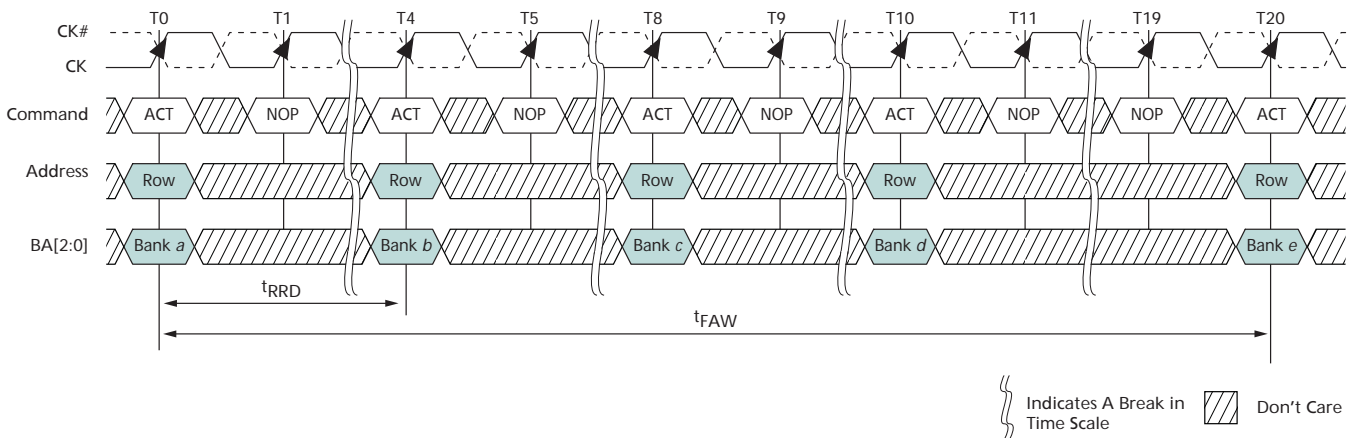 T0 T1 T4 T5 T8 T9 T10 T11 T19 T20
CK#
CK
Command ACT NOP ACT NOP ACT NOP ACT NOP NOP ACT
Address Row Row Row Row Row
BA[2:0] Bank a Bank b Bank c Bank d Bank e
tRRD
tFAW
Indicates A Break in
Time Scale
Don't Care